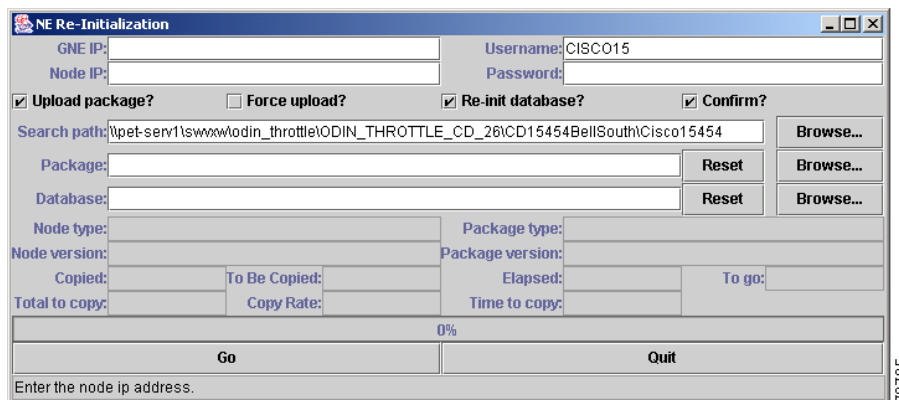 NE Re-Initialization
GNE IP: Username: CISCO15
Node IP: Password:
Upload package? Force upload? Re-init database? Confirm?
Search path: \\pet-serv1\swvxw\odin_throttle\ODIN_THROTTLE_CD_26\CD15454BellSouth\Cisco15454 Browse...
Package: Reset Browse...
Database: Reset Browse...
Node type: Package type:
Node version: Package version:
Copied: To Be Copied: Elapsed: To go:
Total to copy: Copy Rate: Time to copy:
0%
Go Quit
Enter the node ip address.